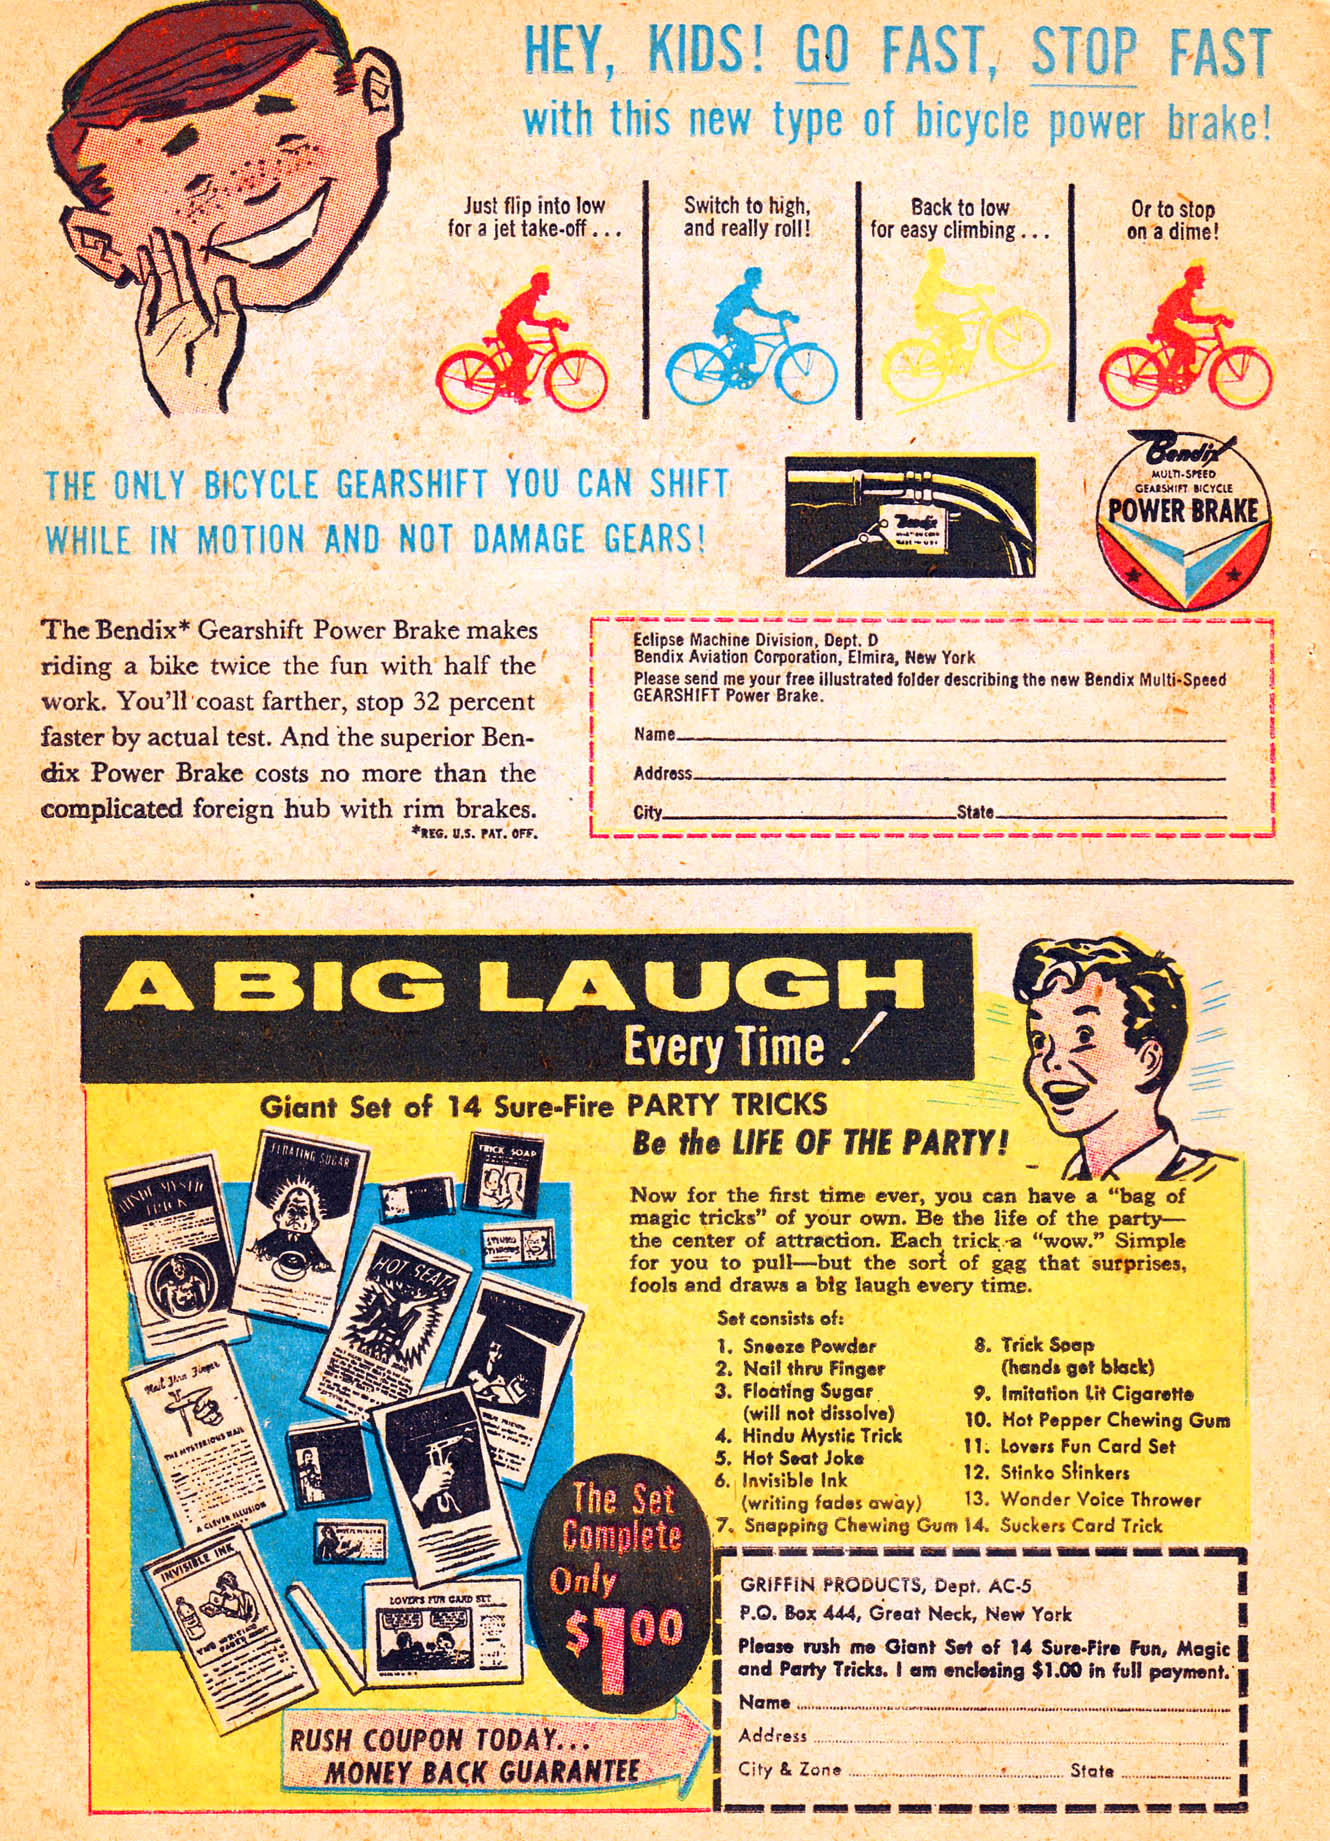 HEY, KIDS! GO FAST, STOP FAST
with this new type of bicycle power brake!
Just flip into low
for a jet take-off . . .
Switch to high,
and really roll!
Back to low
for easy climbing . . .
Or to stop
on a dime!
THE ONLY BICYCLE GEARSHIFT YOU CAN SHIFT
WHILE IN MOTION AND NOT DAMAGE GEARS!
Bendix
Bendix
MULTI-SPEED
GEARSHIFT BICYCLE
POWER BRAKE
The Bendix* Gearshift Power Brake makes
riding a bike twice the fun with half the
work. You'll coast farther, stop 32 percent
faster by actual test. And the superior Ben-
dix Power Brake costs no more than the
complicated foreign hub with rim brakes.
*REG. U.S. PAT. OFF.
Eclipse Machine Division, Dept. D
Bendix Aviation Corporation, Elmira, New York
Please send me your free illustrated folder describing the new Bendix Multi-Speed
GEARSHIFT Power Brake.
Name
Address
City State
A BIG LAUGH
Every Time!
Giant Set of 14 Sure-Fire PARTY TRICKS
Be the LIFE OF THE PARTY!
Now for the first time ever, you can have a "bag of
magic tricks" of your own. Be the life of the party—
the center of attraction. Each trick a "wow." Simple
for you to pull—but the sort of gag that surprises,
fools and draws a big laugh every time.
Set consists of:
1. Sneeze Powder
2. Nail thru Finger
3. Floating Sugar
(will not dissolve)
4. Hindu Mystic Trick
5. Hot Seat Joke
6. Invisible Ink
(writing fades away)
7. Snapping Chewing Gum
8. Trick Soap
(hands get black)
9. Imitation Lit Cigarette
10. Hot Pepper Chewing Gum
11. Lovers Fun Card Set
12. Stinko Stinkers
13. Wonder Voice Thrower
14. Suckers Card Trick
HINDU MYSTIC
TRICK
FLOATING SUGAR
TRICK SOAP
HOT SEAT
Nail Thru Finger
THE MYSTERIOUS NAIL
A CLEVER ILLUSION
INVISIBLE INK
LOVERS FUN CARD SET
The Set
Complete
Only
$1.00
RUSH COUPON TODAY...
MONEY BACK GUARANTEE
GRIFFIN PRODUCTS, Dept. AC-5
P.O. Box 444, Great Neck, New York
Please rush me Giant Set of 14 Sure-Fire Fun, Magic
and Party Tricks. I am enclosing $1.00 in full payment.
Name
Address
City & Zone State